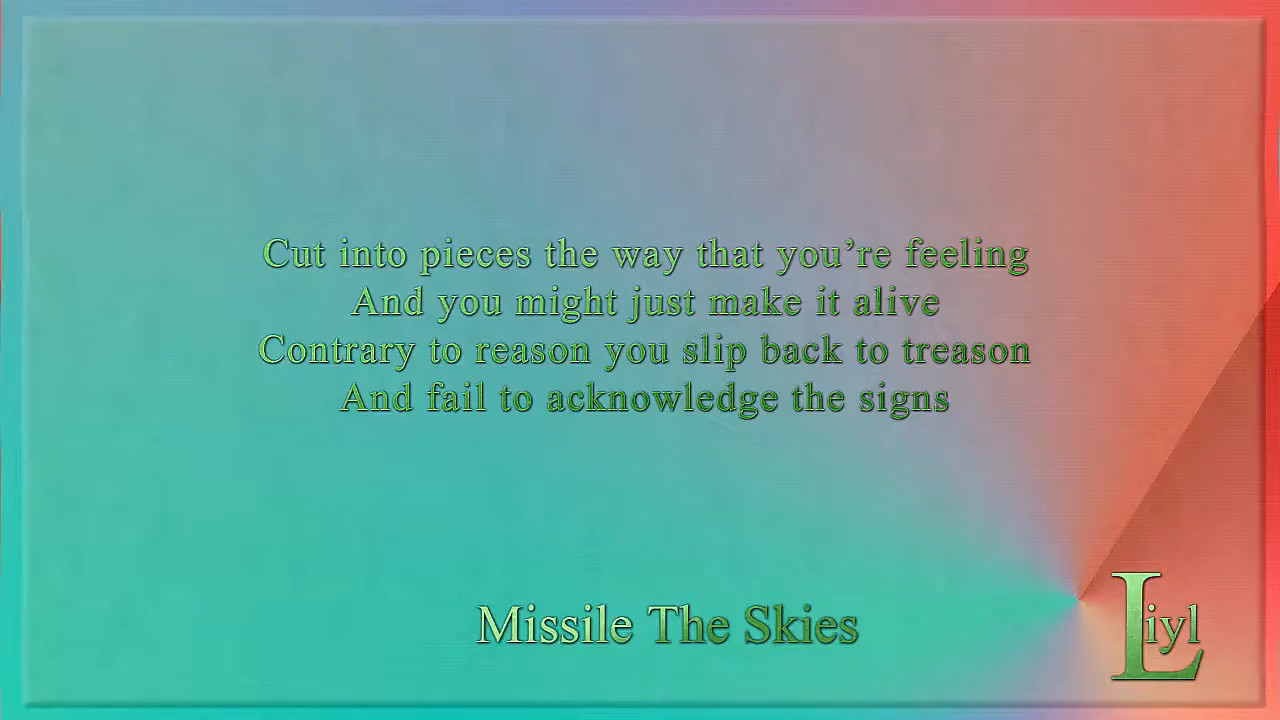 Cut into pieces the way that you’re feeling
And you might just make it alive
Contrary to reason you slip back to treason
And fail to acknowledge the signs
Missile The Skies
Liyl